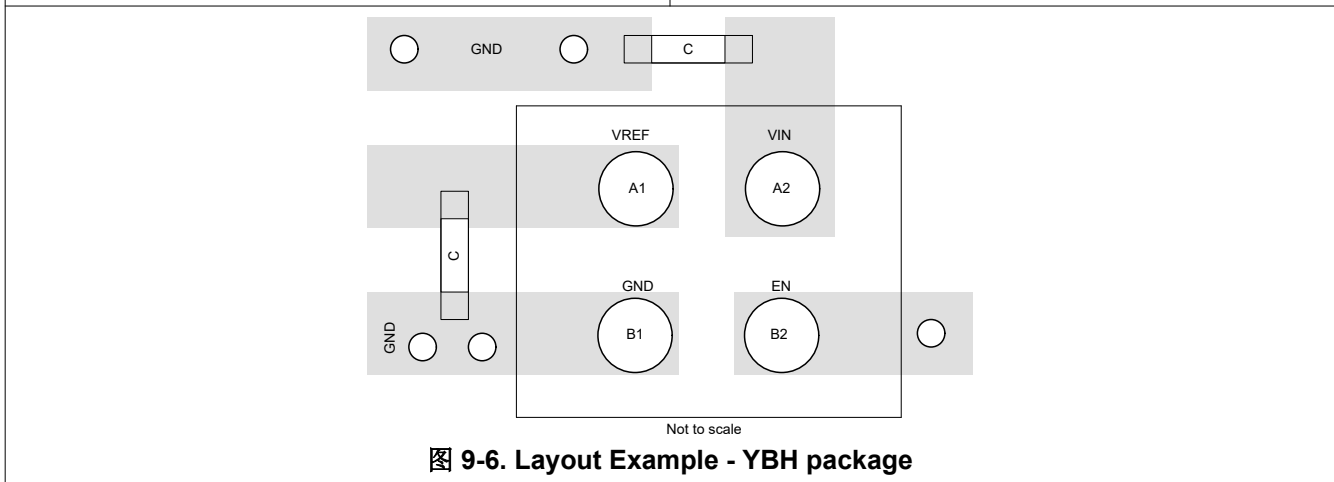 GND
C
VREF
VIN
A1
A2
C
GND
EN
GND
B1
B2
Not to scale
图 9-6. Layout Example - YBH package